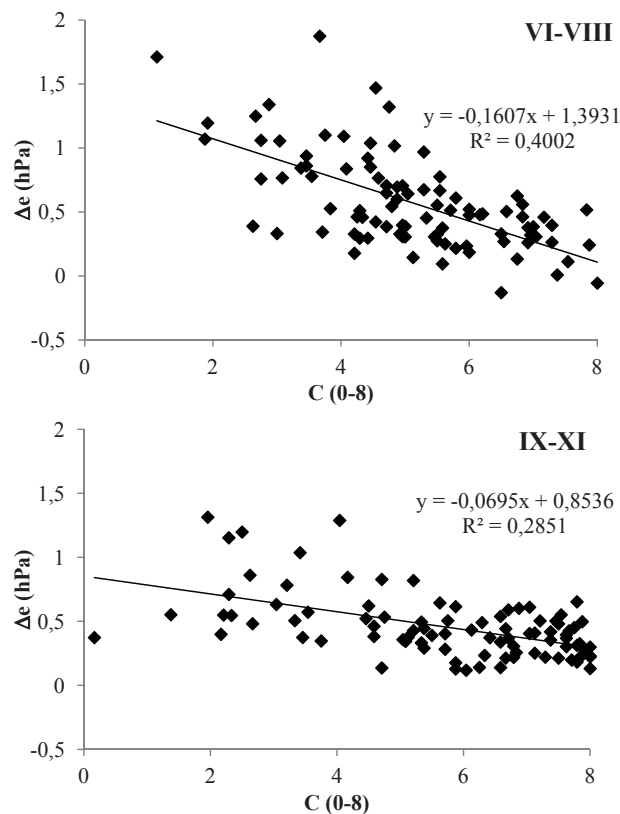 VI-VIII
2
1,5
1
0,5
0
-0,5
Δe (hPa)
y = -0,1607x + 1,3931
R² = 0,4002
0 2 4 6 8
C (0-8)
IX-XI
2
1,5
1
0,5
0
-0,5
Δe (hPa)
y = -0,0695x + 0,8536
R² = 0,2851
0 2 4 6 8
C (0-8)